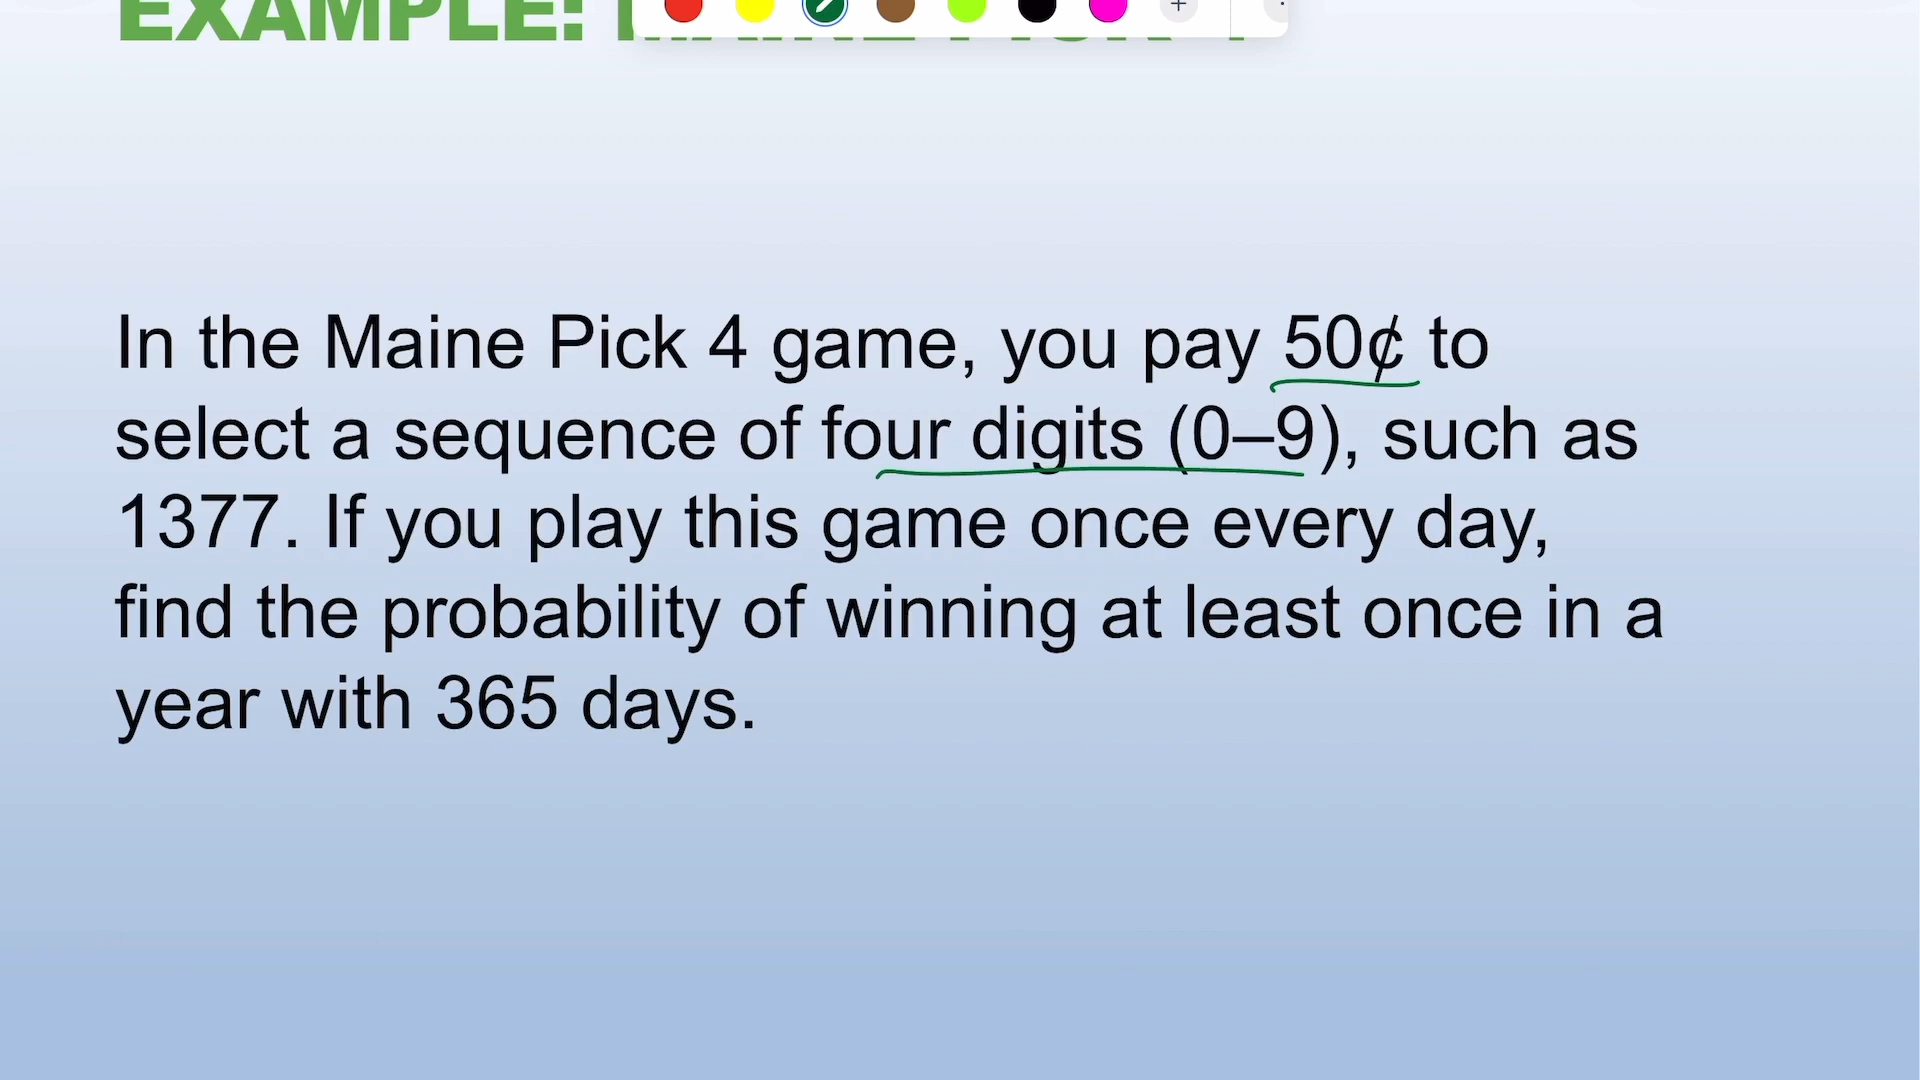 EXAMPLE:
In the Maine Pick 4 game, you pay 50¢ to
select a sequence of four digits (0–9), such as
1377. If you play this game once every day,
find the probability of winning at least once in a
year with 365 days.